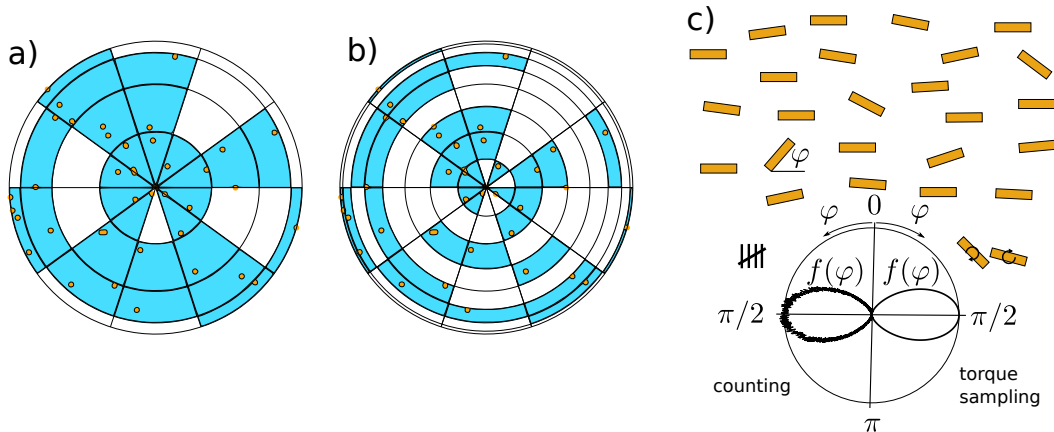 a)
b)
c)
φ
φ 0 φ
f(φ) f(φ)
π/2 π/2
counting
torque
sampling
π